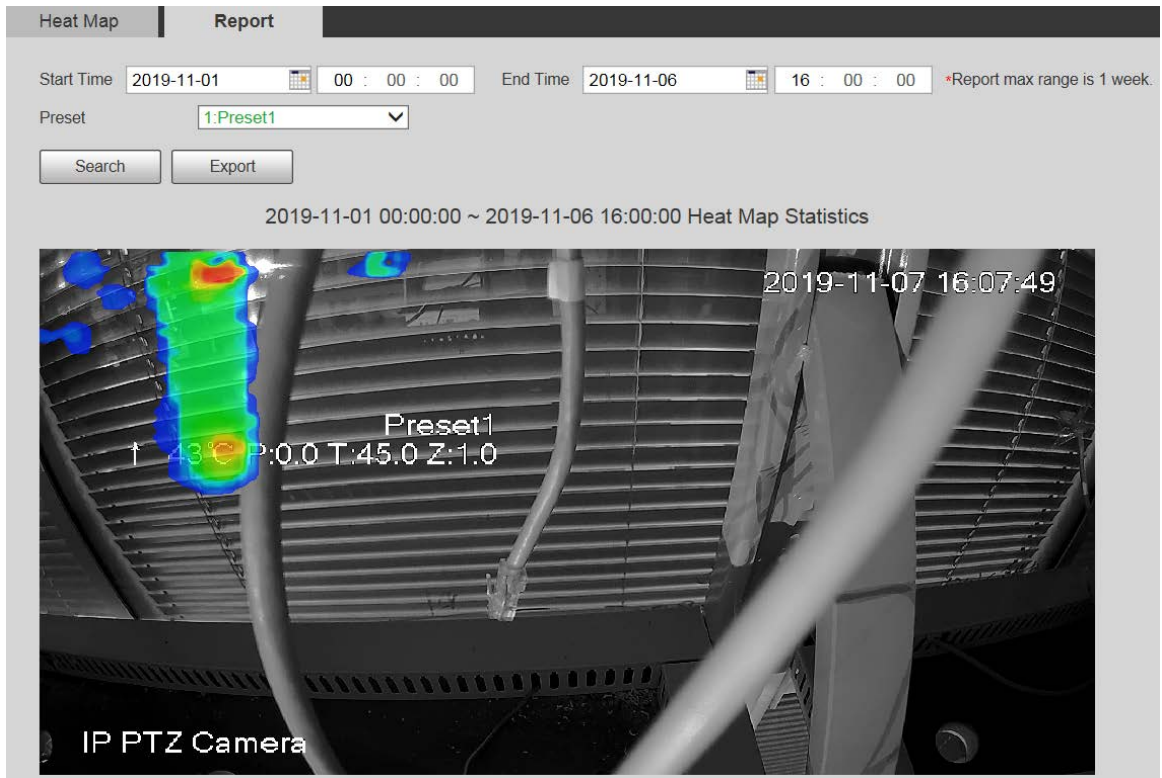 Heat Map Report
Start Time 2019-11-01 00 : 00 : 00 End Time 2019-11-06 16 : 00 : 00 *Report max range is 1 week.
Preset 1:Preset1
Search Export
2019-11-01 00:00:00 ~ 2019-11-06 16:00:00 Heat Map Statistics
2019-11-07 16:07:49
Preset1
↑ 43°C P:0.0 T:45.0 Z:1.0
IP PTZ Camera